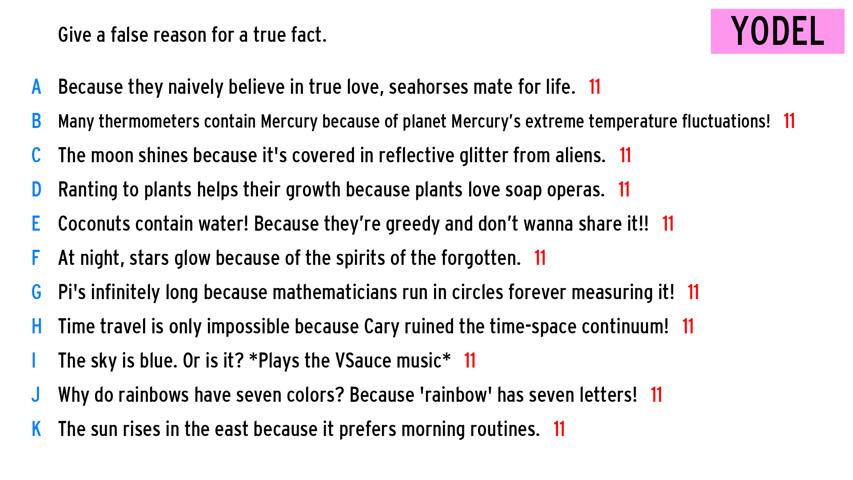 Give a false reason for a true fact.
YODEL
A Because they naively believe in true love, seahorses mate for life. 11
B Many thermometers contain Mercury because of planet Mercury's extreme temperature fluctuations! 11
C The moon shines because it's covered in reflective glitter from aliens. 11
D Ranting to plants helps their growth because plants love soap operas. 11
E Coconuts contain water! Because they're greedy and don't wanna share it!! 11
F At night, stars glow because of the spirits of the forgotten. 11
G Pi's infinitely long because mathematicians run in circles forever measuring it! 11
H Time travel is only impossible because Cary ruined the time-space continuum! 11
I The sky is blue. Or is it? *Plays the VSauce music* 11
J Why do rainbows have seven colors? Because 'rainbow' has seven letters! 11
K The sun rises in the east because it prefers morning routines. 11